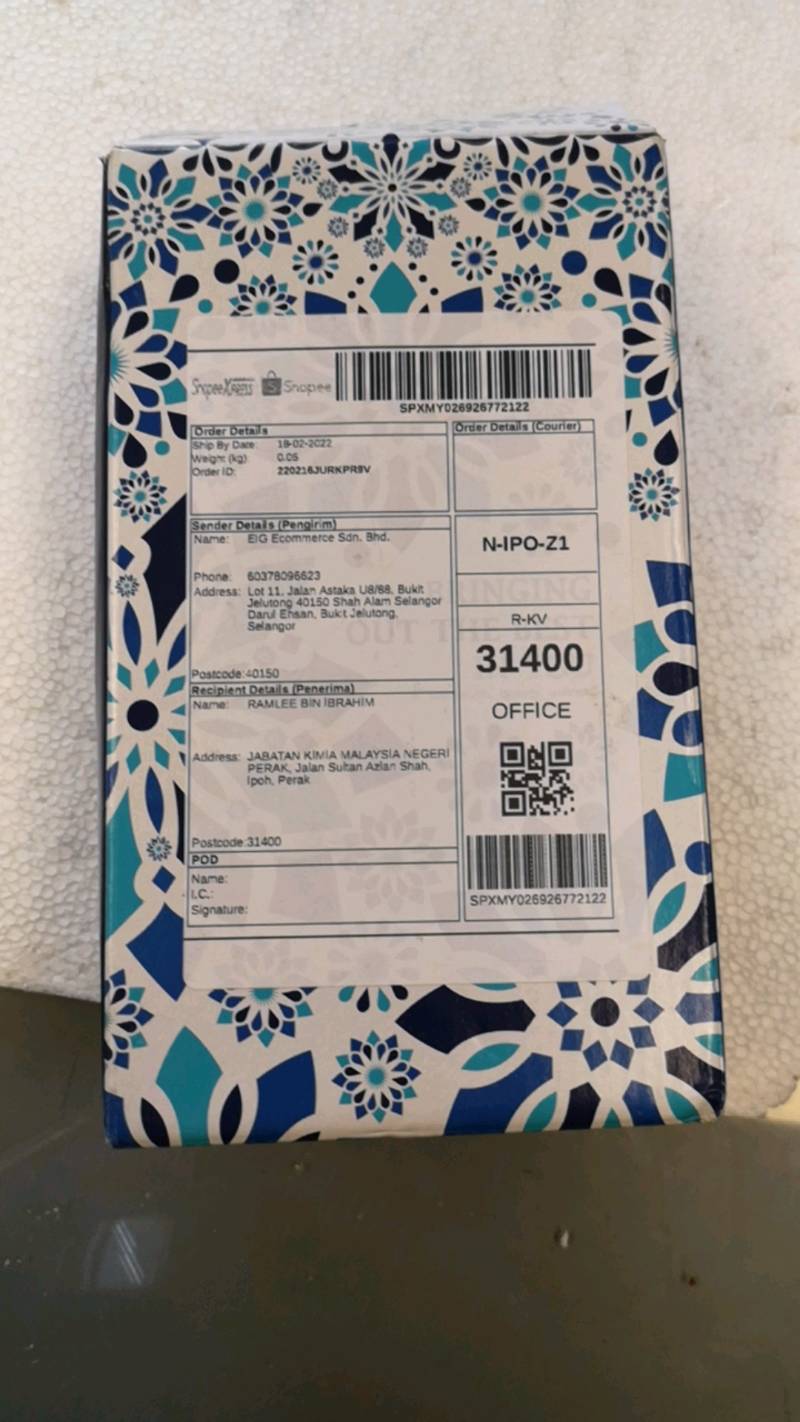 ShopeeXpress Shopee
SPXMY026926772122
Order Details
Ship By Date: 18-02-2022
Weight (kg): 0.05
Order ID: 220216JURKPR9V
Order Details (Courier)
Sender Details (Pengirim)
Name: EIG Ecommerce Sdn. Bhd.
Phone: 60378096623
Address: Lot 11, Jalan Astaka U8/88, Bukit
Jelutong 40150 Shah Alam Selangor
Darul Ehsan, Bukit Jelutong,
Selangor
Postcode:40150
Recipient Details (Penerima)
Name: RAMLEE BIN IBRAHIM
Address: JABATAN KIMIA MALAYSIA NEGERI
PERAK, Jalan Sultan Azlan Shah,
Ipoh, Perak
Postcode:31400
POD
Name:
I.C.:
Signature:
N-IPO-Z1
R-KV
31400
OFFICE
SPXMY026926772122